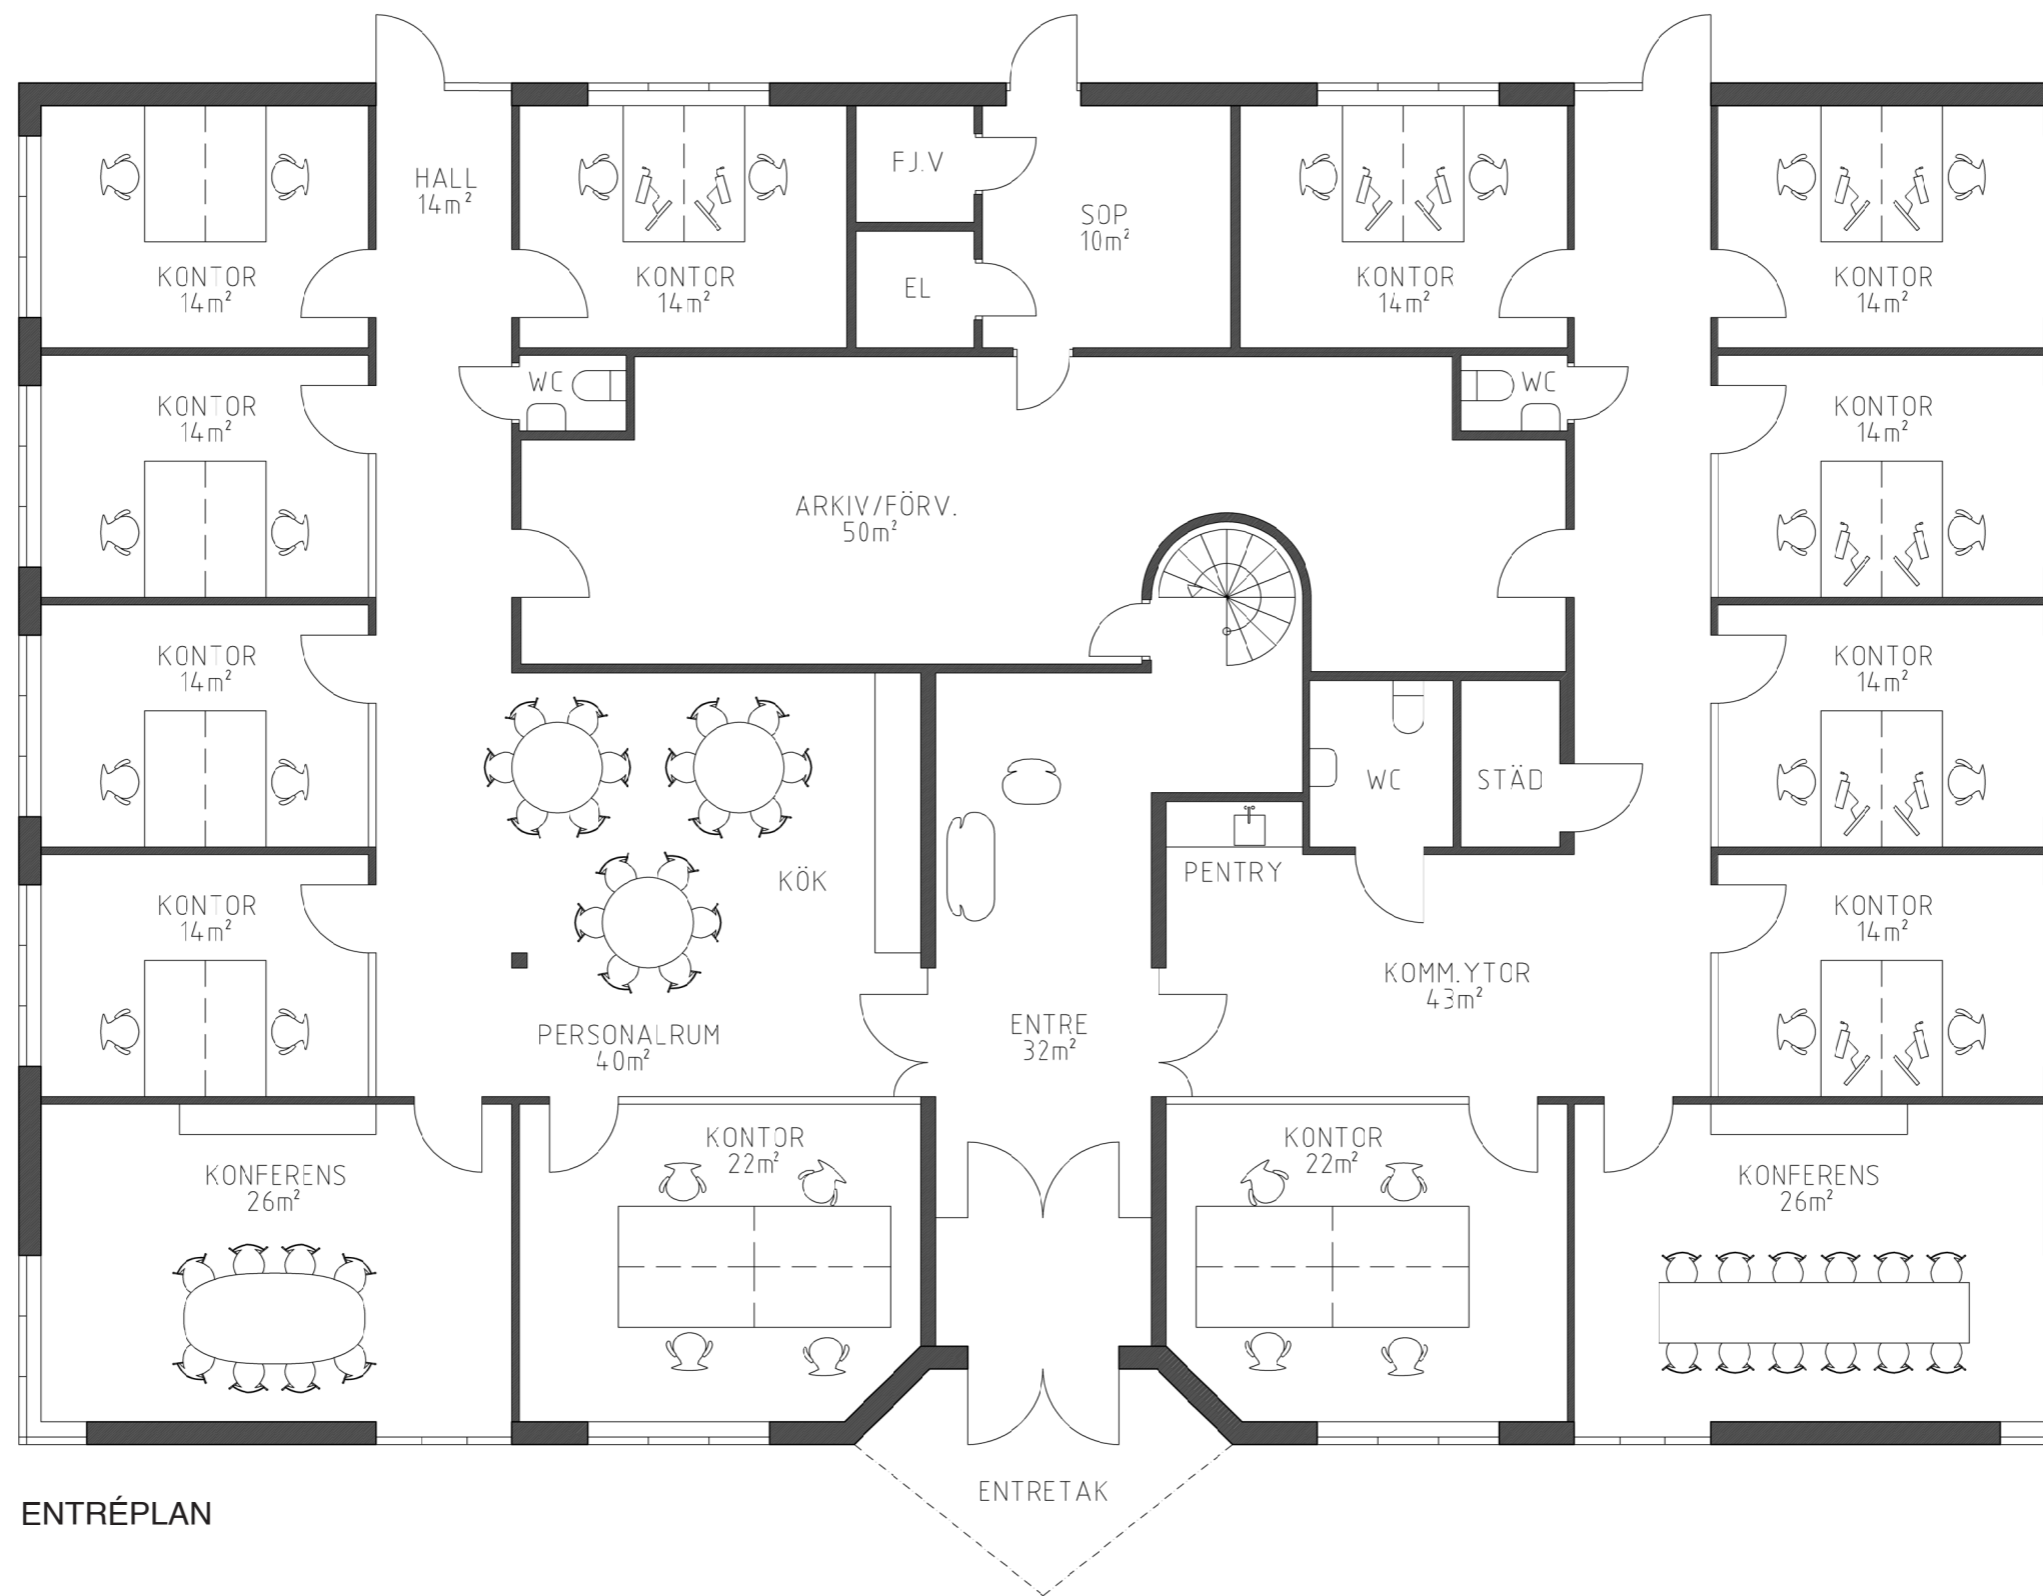 HALL
14m²
FJ.V
SOP
10m²
KONTOR
14m²
KONTOR
14m²
EL
KONTOR
14m²
KONTOR
14m²
WC
WC
KONTOR
14m²
KONTOR
14m²
ARKIV/FÖRV.
50m²
KONTOR
14m²
KONTOR
14m²
WC
STÄD
KÖK
PENTRY
KONTOR
14m²
KONTOR
14m²
KOMM.YTOR
43m²
PERSONALRUM
40m²
ENTRE
32m²
KONTOR
22m²
KONTOR
22m²
KONFERENS
26m²
KONFERENS
26m²
ENTRETAK
ENTRÉPLAN